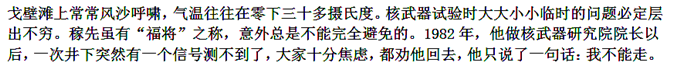 戈壁滩上常常风沙呼啸，气温往往在零下三十多摄氏度。核武器试验时大大小小临时的问题必定层
出不穷。稼先虽有“福将”之称，意外总是不能完全避免的。1982 年，他做核武器研究院院长以
后，一次井下突然有一个信号测不到了，大家十分焦虑，都劝他回去，他只说了一句话：我不能走。